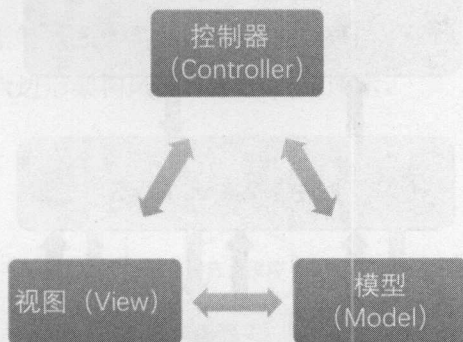 控制器
（Controller）
视图（View）
模型
（Model）